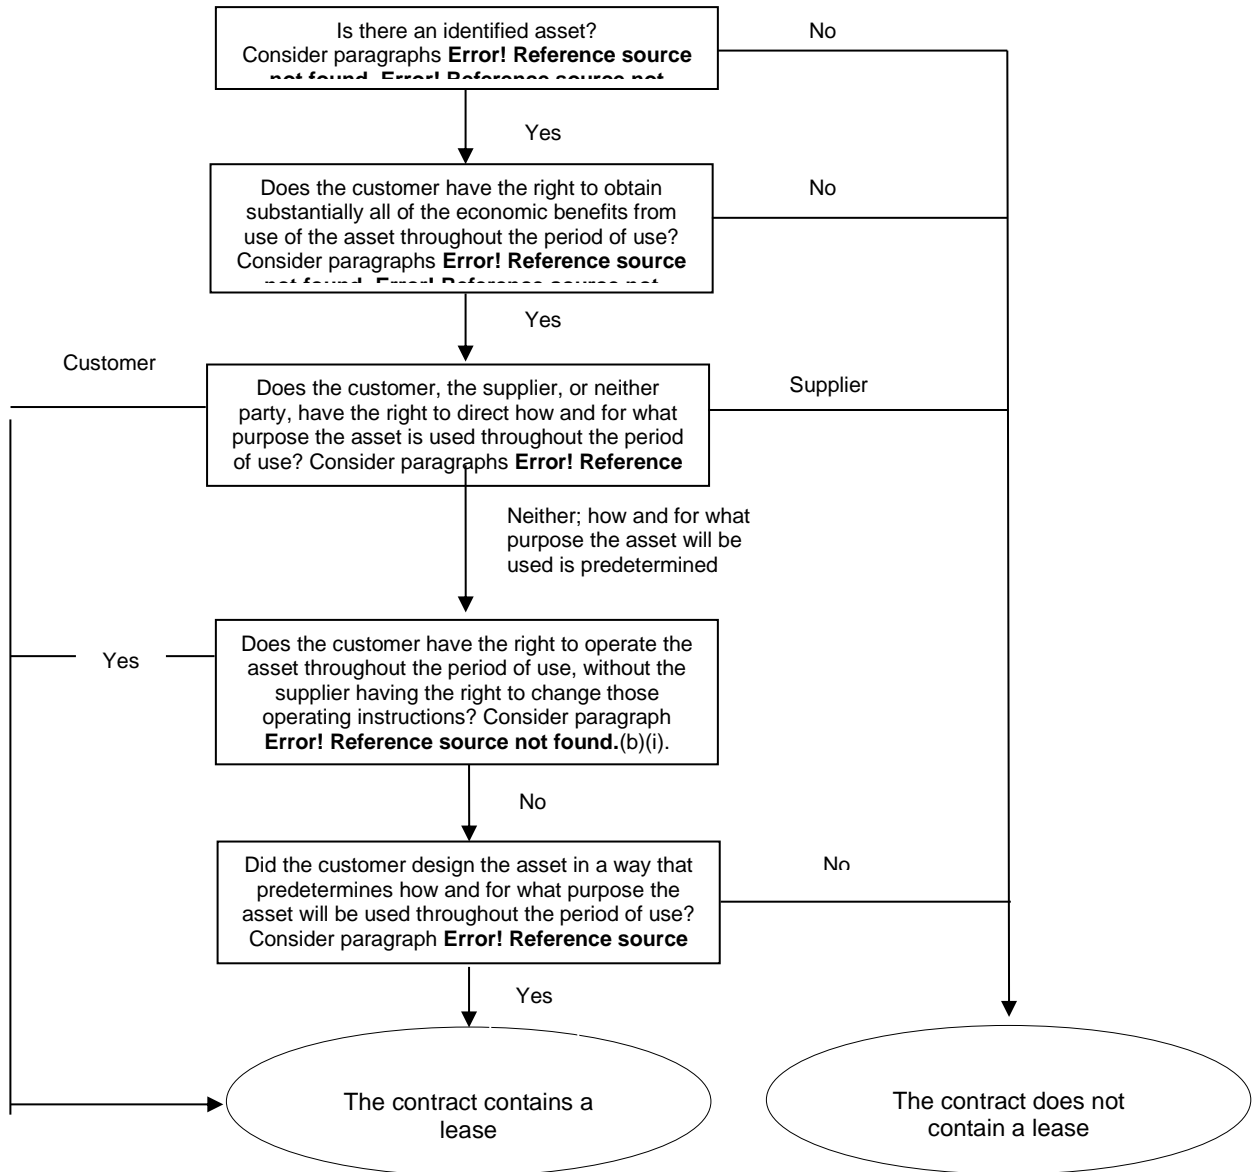 Is there an identified asset?
Consider paragraphs Error! Reference source
not found. Error! Reference source not
No
Yes
Does the customer have the right to obtain
substantially all of the economic benefits from
use of the asset throughout the period of use?
Consider paragraphs Error! Reference source
not found. Error! Reference source not
No
Yes
Customer
Does the customer, the supplier, or neither
party, have the right to direct how and for what
purpose the asset is used throughout the period
of use? Consider paragraphs Error! Reference
Supplier
Neither; how and for what
purpose the asset will be
used is predetermined
Does the customer have the right to operate the
asset throughout the period of use, without the
supplier having the right to change those
operating instructions? Consider paragraph
Error! Reference source not found.(b)(i).
Yes
No
Did the customer design the asset in a way that
predetermines how and for what purpose the
asset will be used throughout the period of use?
Consider paragraph Error! Reference source
No
Yes
The contract contains a
lease
The contract does not
contain a lease